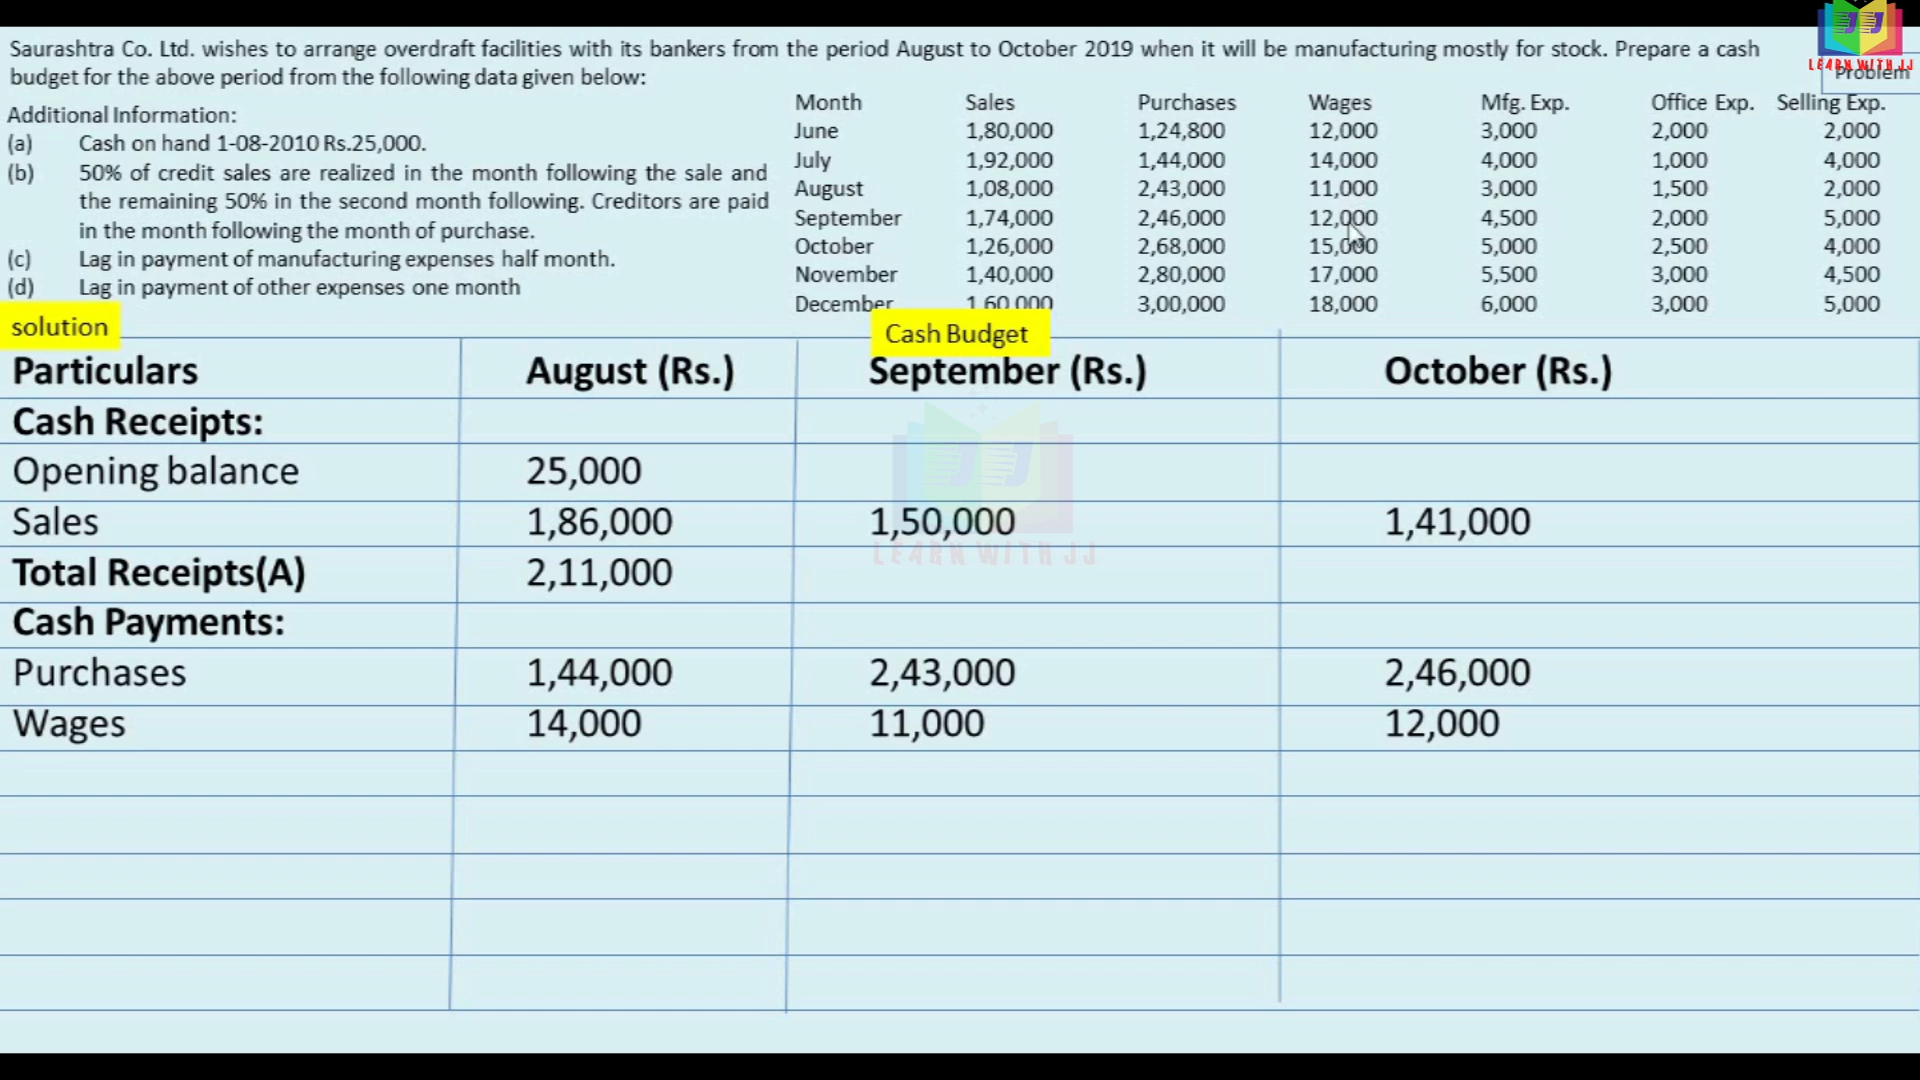 Saurashtra Co. Ltd. wishes to arrange overdraft facilities with its bankers from the period August to October 2019 when it will be manufacturing mostly for stock. Prepare a cash
budget for the above period from the following data given below:
LEARN WITH JJ
Problem
Additional Information:
(a) Cash on hand 1-08-2010 Rs.25,000.
(b) 50% of credit sales are realized in the month following the sale and
the remaining 50% in the second month following. Creditors are paid
in the month following the month of purchase.
(c) Lag in payment of manufacturing expenses half month.
(d) Lag in payment of other expenses one month
Month Sales Purchases Wages Mfg. Exp. Office Exp. Selling Exp.
June 1,80,000 1,24,800 12,000 3,000 2,000 2,000
July 1,92,000 1,44,000 14,000 4,000 1,000 4,000
August 1,08,000 2,43,000 11,000 3,000 1,500 2,000
September 1,74,000 2,46,000 12,000 4,500 2,000 5,000
October 1,26,000 2,68,000 15,000 5,000 2,500 4,000
November 1,40,000 2,80,000 17,000 5,500 3,000 4,500
December 1,60,000 3,00,000 18,000 6,000 3,000 5,000
solution
Cash Budget
Particulars August (Rs.) September (Rs.) October (Rs.)
Cash Receipts:
Opening balance 25,000
Sales 1,86,000 1,50,000 1,41,000
LEARN WITH JJ
Total Receipts(A) 2,11,000
Cash Payments:
Purchases 1,44,000 2,43,000 2,46,000
Wages 14,000 11,000 12,000